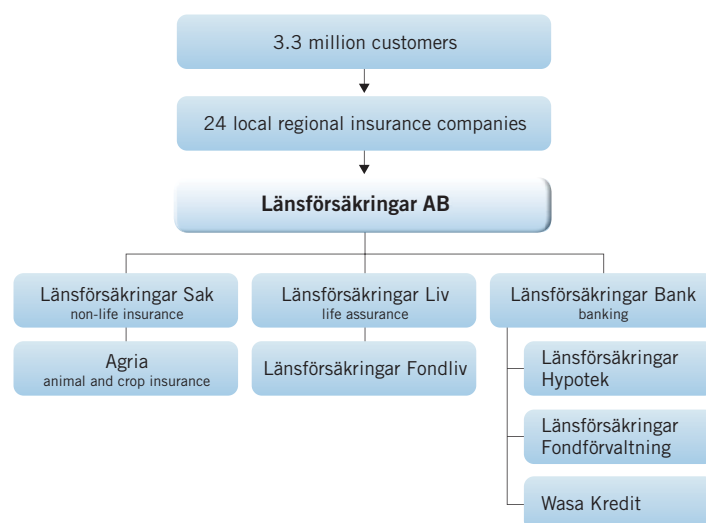 3.3 million customers
24 local regional insurance companies
Länsförsäkringar AB
Länsförsäkringar Sak
non-life insurance
Länsförsäkringar Liv
life assurance
Länsförsäkringar Bank
banking
Agria
animal and crop insurance
Länsförsäkringar Fondliv
Länsförsäkringar
Hypotek
Länsförsäkringar
Fondförvaltning
Wasa Kredit